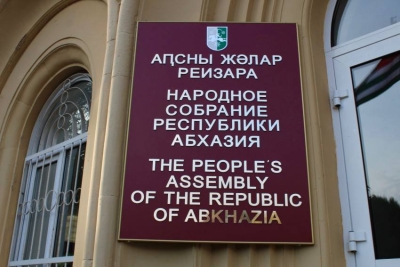 АԤСНЫ ЖӘЛАР
РЕИЗАРА
НАРОДНОЕ
СОБРАНИЕ
РЕСПУБЛИКИ
АБХАЗИЯ
THE PEOPLE'S
ASSEMBLY
OF THE REPUBLIC
OF ABKHAZIA